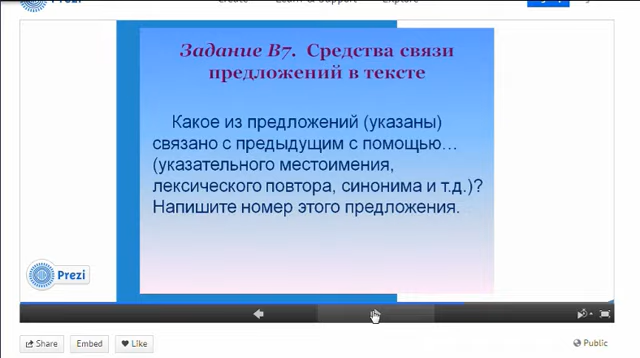 Prezi
Задание В7. Средства связи
предложений в тексте
Какое из предложений (указаны)
связано с предыдущим с помощью...
(указательного местоимения,
лексического повтора, синонима и т.д.)?
Напишите номер этого предложения.
Prezi
Share Embed Like Public